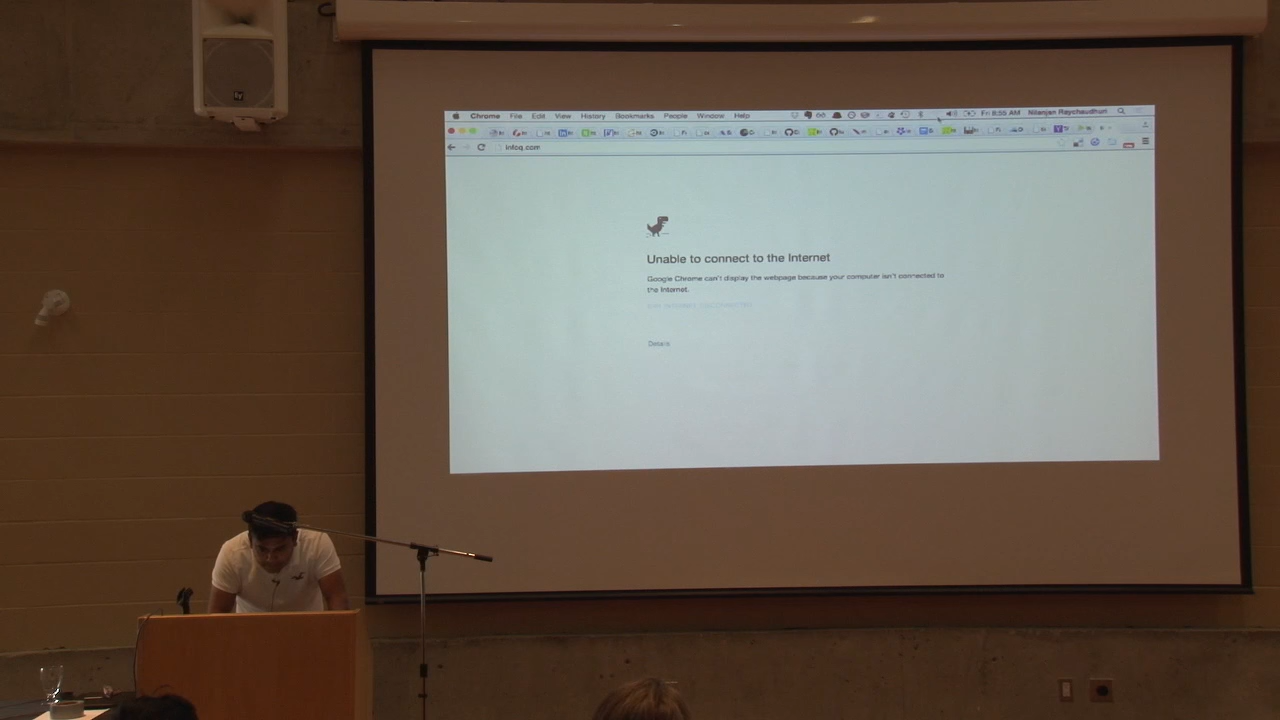 Chrome File Edit View History Bookmarks People Window Help Fri 8:55 AM Nilanjan Raychaudhuri
infoq.com
Unable to connect to the Internet
Google Chrome can't display the webpage because your computer isn't connected to
the Internet.
Details